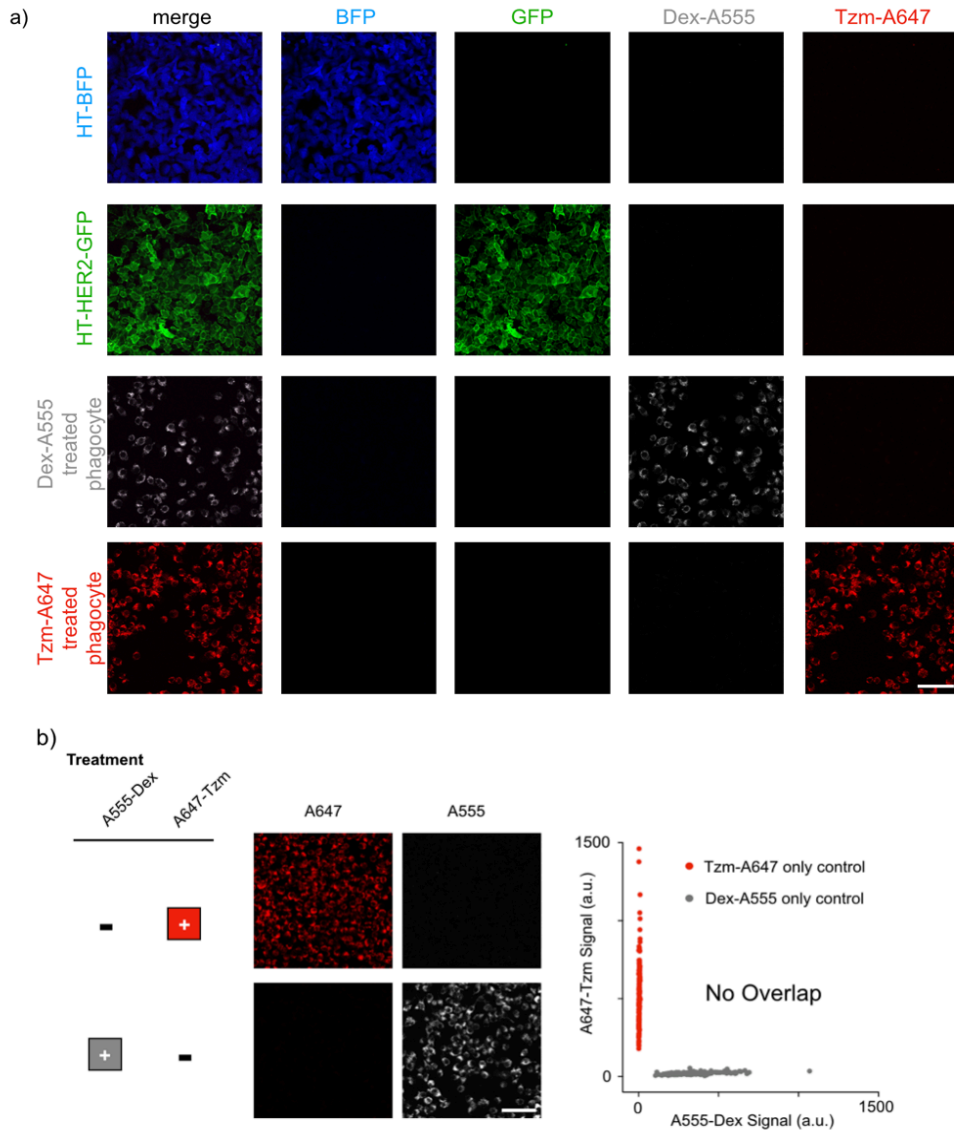 a)
merge BFP GFP Dex-A555 Tzm-A647
HT-BFP
HT-HER2-GFP
Dex-A555
treated
phagocyte
Tzm-A647
treated
phagocyte
b)
Treatment
A555-Dex A647-Tzm
A647 A555
- +
+ -
1500
A647-Tzm Signal (a.u.)
Tzm-A647 only control
Dex-A555 only control
No Overlap
0
0 1500
A555-Dex Signal (a.u.)